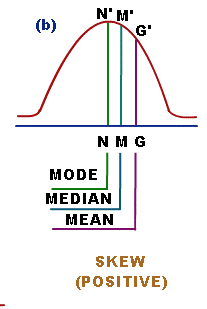 (b) N' M' G'
N M G
MODE
MEDIAN
MEAN
SKEW
(POSITIVE)